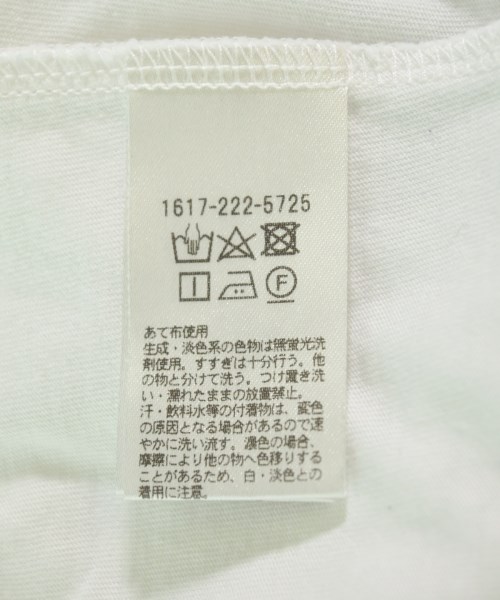 1617-222-5725
F
あて布使用
生成・淡色系の色物は無蛍光洗
剤使用。すすぎは十分行う。他
の物と分けて洗う。つけ置き洗
い・濡れたままの放置禁止。
汗・飲料水等の付着物は、変色
の原因となる場合があるので速
やかに洗い流す。濃色の場合、
摩擦により他の物へ色移りする
ことがあるため、白・淡色との
着用に注意。